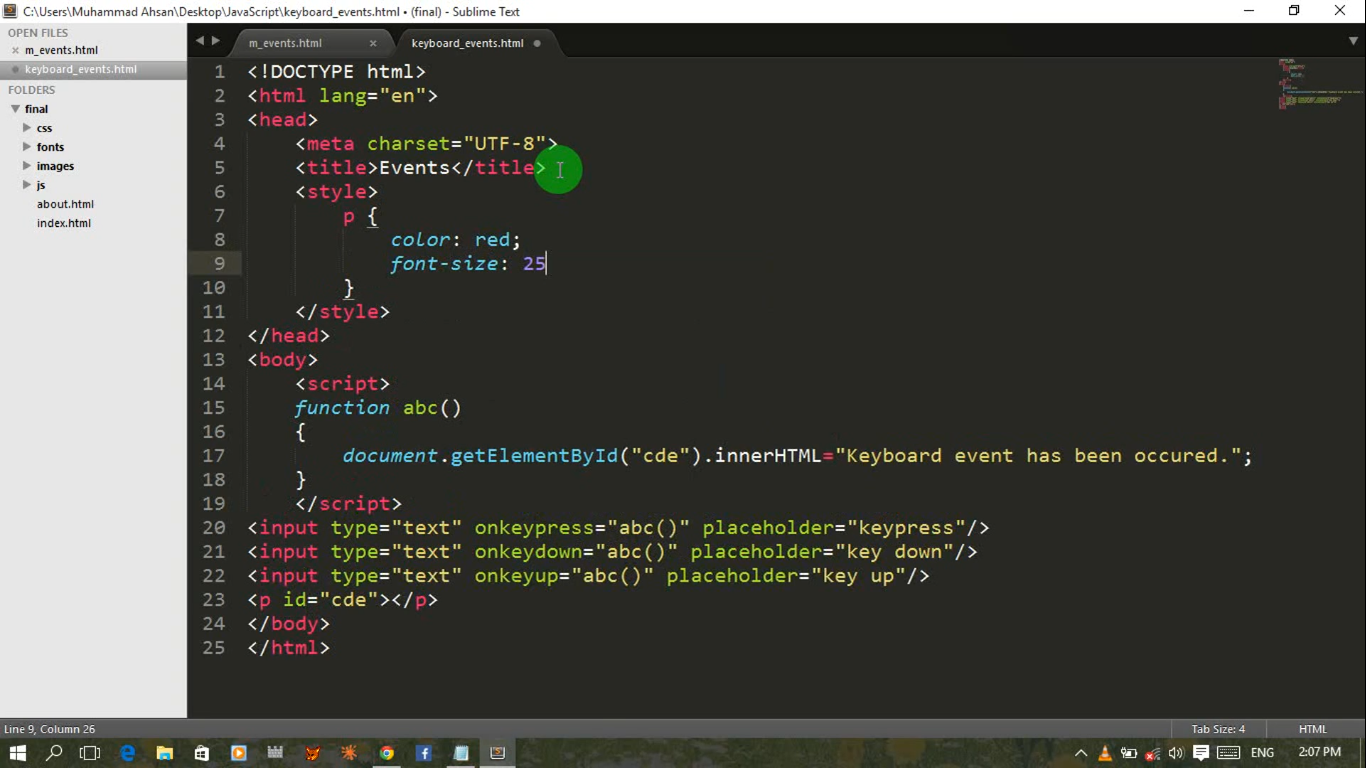 C:\Users\Muhammad Ahsan\Desktop\JavaScript\keyboard_events.html • (final) - Sublime Text
OPEN FILES
m_events.html
keyboard_events.html
FOLDERS
final
css
fonts
images
js
about.html
index.html
m_events.html
keyboard_events.html
1 <!DOCTYPE html>
2 <html lang="en">
3 <head>
4 <meta charset="UTF-8">
5 <title>Events</title>
6 <style>
7 p {
8 color: red;
9 font-size: 25
10 }
11 </style>
12 </head>
13 <body>
14 <script>
15 function abc()
16 {
17 document.getElementById("cde").innerHTML="Keyboard event has been occured.";
18 }
19 </script>
20 <input type="text" onkeypress="abc()" placeholder="keypress"/>
21 <input type="text" onkeydown="abc()" placeholder="key down"/>
22 <input type="text" onkeyup="abc()" placeholder="key up"/>
23 <p id="cde"></p>
24 </body>
25 </html>
Line 9, Column 26
Tab Size: 4
HTML
ENG
2:07 PM